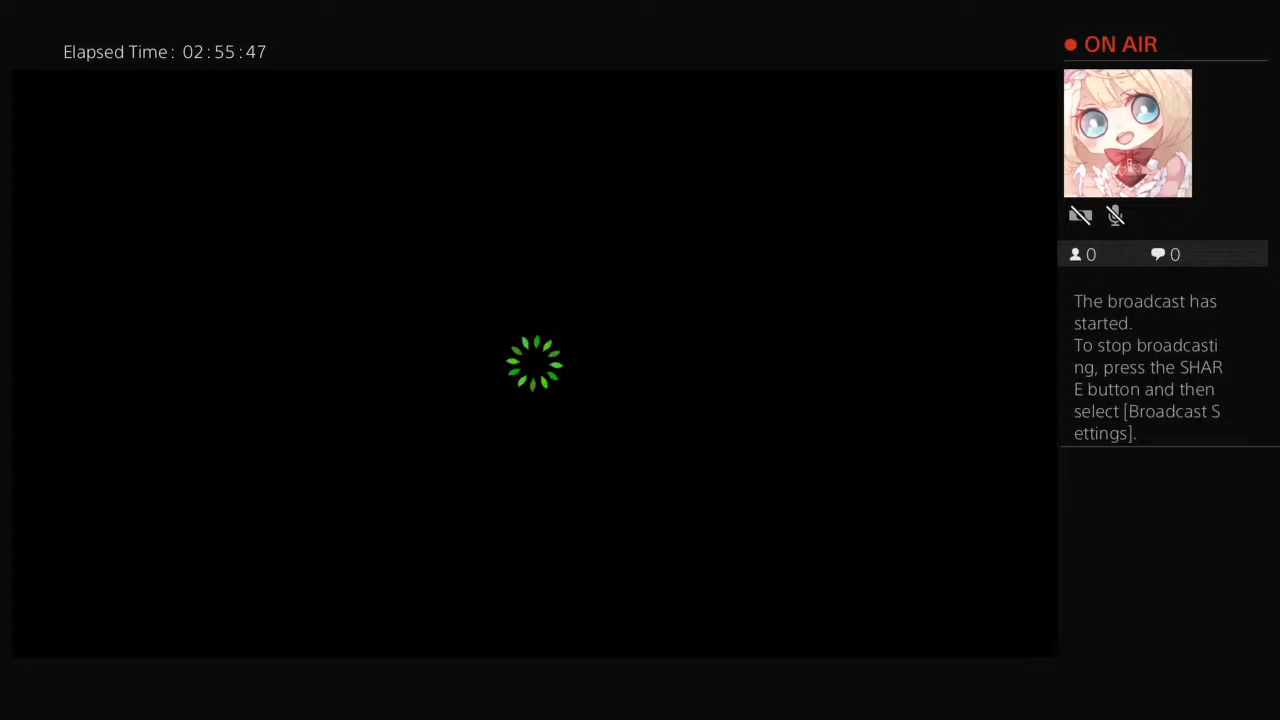 Elapsed Time: 02:55:47
ON AIR
0 0
The broadcast has
started.
To stop broadcasti
ng, press the SHAR
E button and then
select [Broadcast S
ettings].